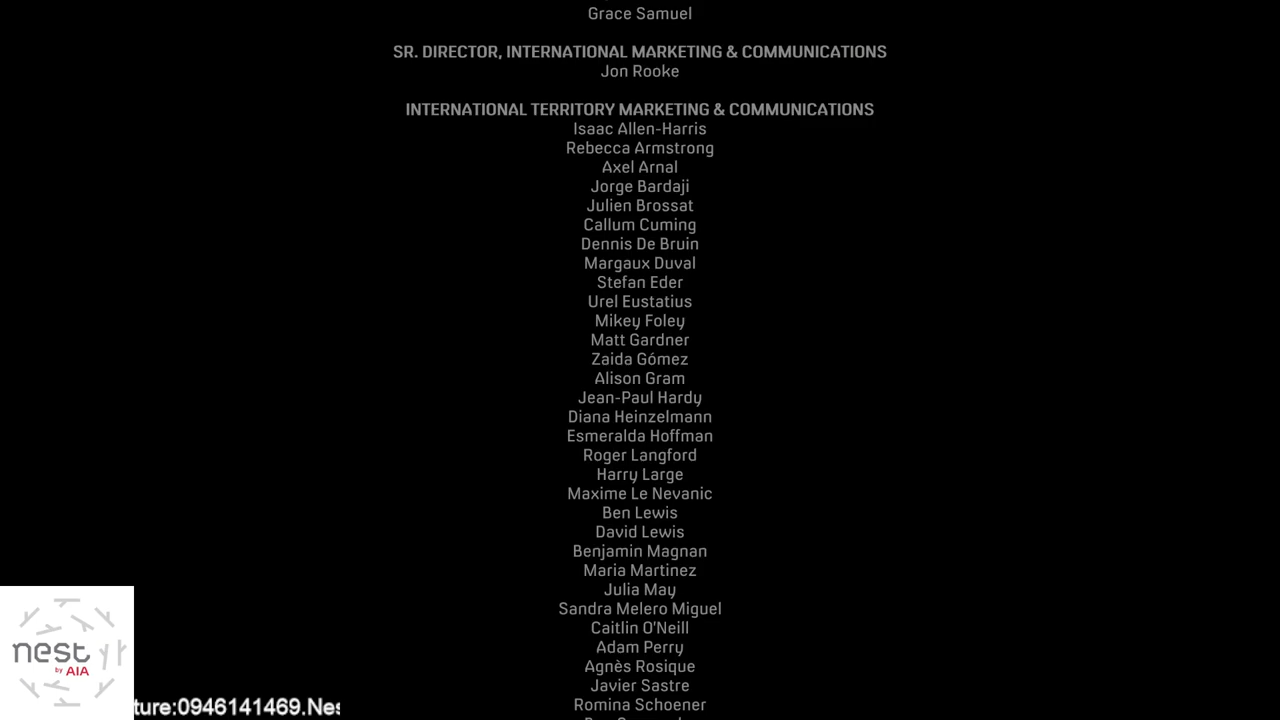 Grace Samuel
SR. DIRECTOR, INTERNATIONAL MARKETING & COMMUNICATIONS
Jon Rooke
INTERNATIONAL TERRITORY MARKETING & COMMUNICATIONS
Isaac Allen-Harris
Rebecca Armstrong
Axel Arnal
Jorge Bardaji
Julien Brossat
Callum Cuming
Dennis De Bruin
Margaux Duval
Stefan Eder
Urel Eustatius
Mikey Foley
Matt Gardner
Zaida Gómez
Alison Gram
Jean-Paul Hardy
Diana Heinzelmann
Esmeralda Hoffman
Roger Langford
Harry Large
Maxime Le Nevanic
Ben Lewis
David Lewis
Benjamin Magnan
Maria Martinez
Julia May
Sandra Melero Miguel
Caitlin O'Neill
Adam Perry
Agnès Rosique
Javier Sastre
Romina Schoener
nest
by AIA
ture:0946141469.Nes